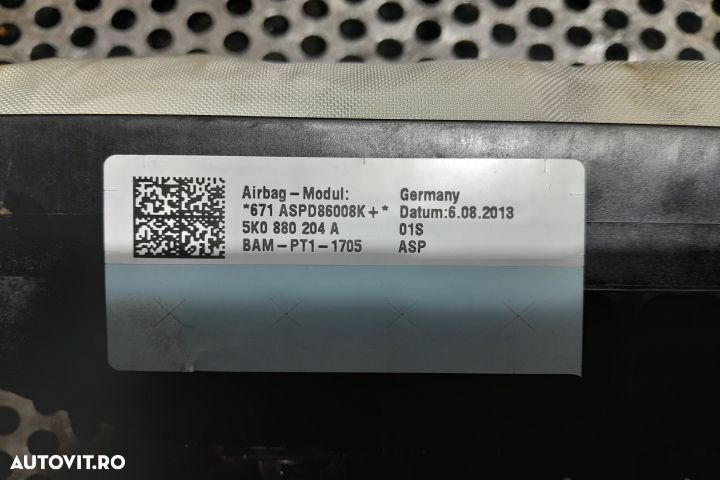 Airbag-Modul: Germany
*671 ASPD86008K+* Datum:6.08.2013
5K0 880 204 A 01S
BAM-PT1-1705 ASP
AUTOVIT.RO